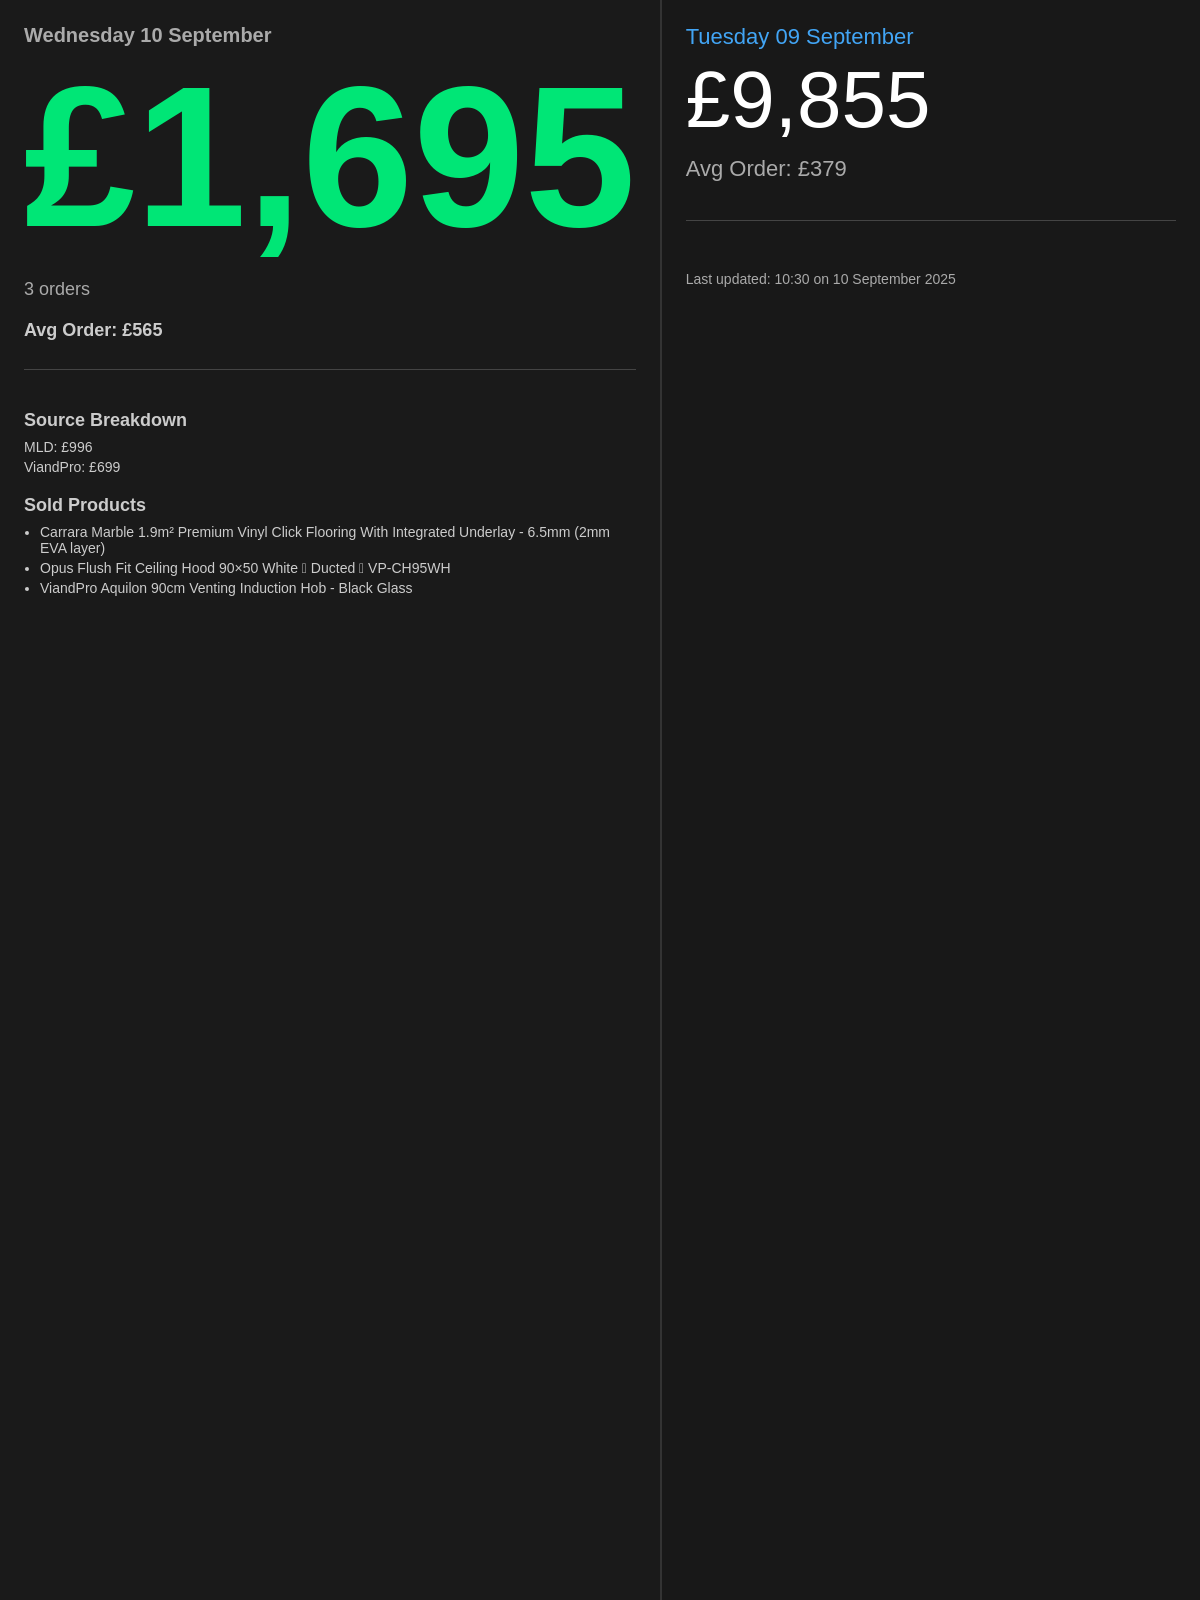 Wednesday 10 September
£1,695
3 orders
Avg Order: £565
Source Breakdown
MLD: £996
ViandPro: £699
Sold Products
• Carrara Marble 1.9m² Premium Vinyl Click Flooring With Integrated Underlay - 6.5mm (2mm
EVA layer)
• Opus Flush Fit Ceiling Hood 90×50 White ▯ Ducted ▯ VP-CH95WH
• ViandPro Aquilon 90cm Venting Induction Hob - Black Glass
Tuesday 09 September
£9,855
Avg Order: £379
Last updated: 10:30 on 10 September 2025